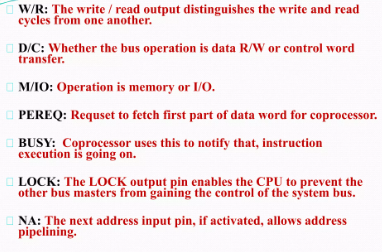 W/R: The write / read output distinguishes the write and read
cycles from one another.
D/C: Whether the bus operation is data R/W or control word
transfer.
M/IO: Operation is memory or I/O.
PEREQ: Requset to fetch first part of data word for coprocessor.
BUSY: Coprocessor uses this to notify that, instruction
execution is going on.
LOCK: The LOCK output pin enables the CPU to prevent the
other bus masters from gaining the control of the system bus.
NA: The next address input pin, if activated, allows address
pipelining.